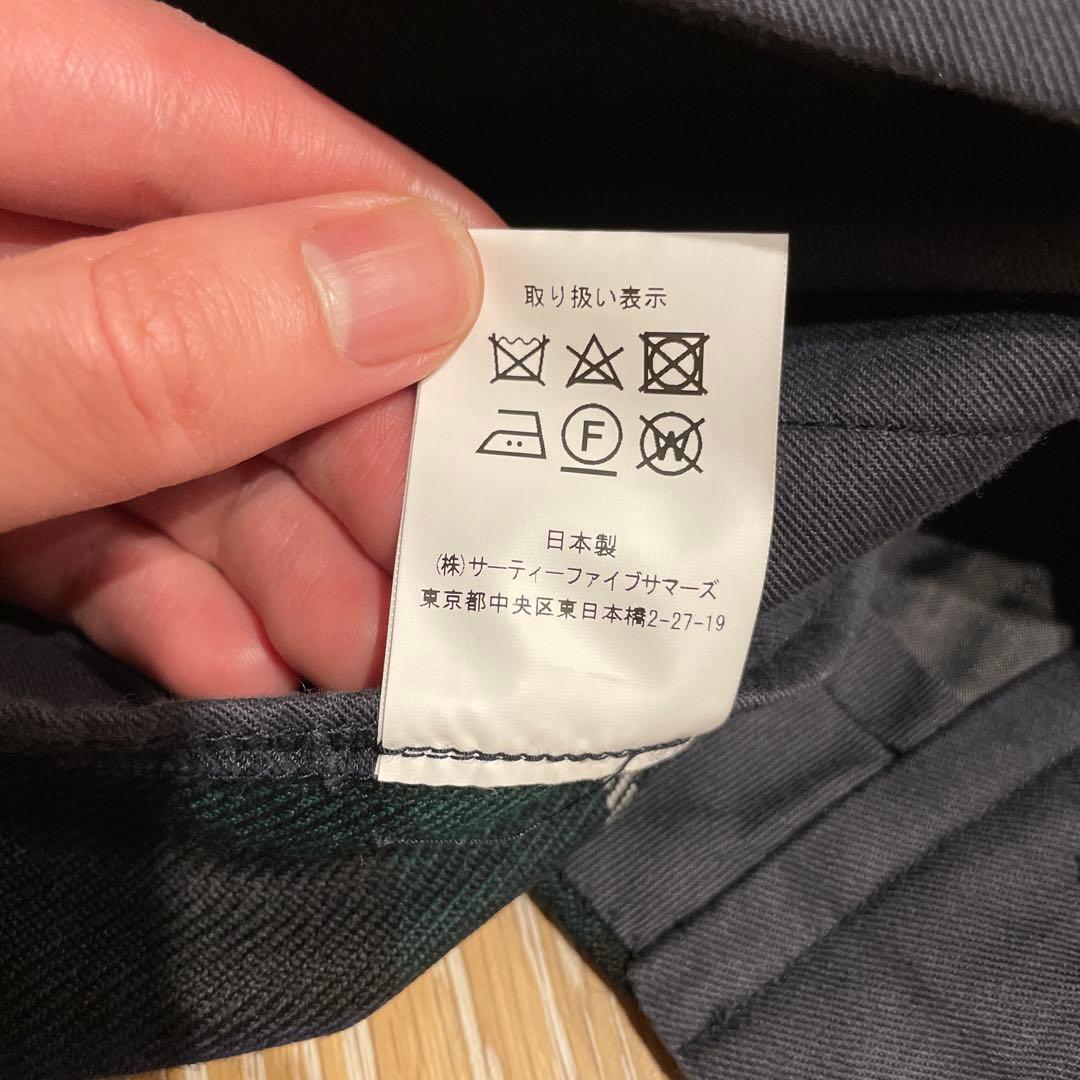 取り扱い表示
F W
日本製
(株)サーティーファイブサマーズ
東京都中央区東日本橋2-27-19